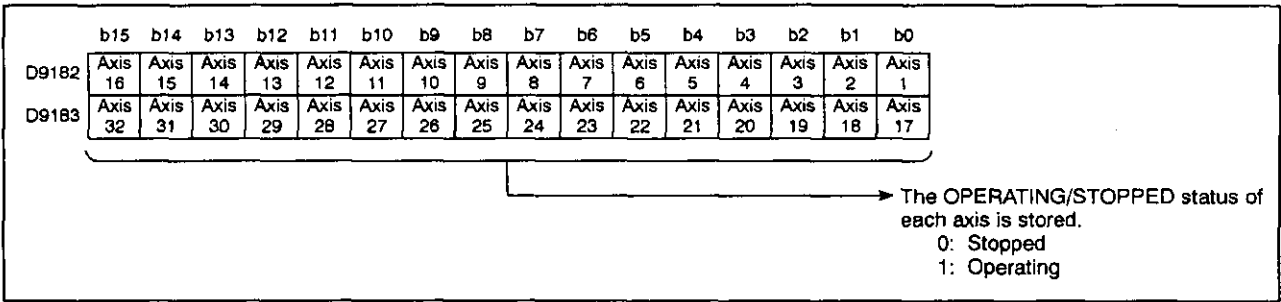 b15 b14 b13 b12 b11 b10 b9 b8 b7 b6 b5 b4 b3 b2 b1 b0
D9182 Axis 16 Axis 15 Axis 14 Axis 13 Axis 12 Axis 11 Axis 10 Axis 9 Axis 8 Axis 7 Axis 6 Axis 5 Axis 4 Axis 3 Axis 2 Axis 1
D9183 Axis 32 Axis 31 Axis 30 Axis 29 Axis 28 Axis 27 Axis 26 Axis 25 Axis 24 Axis 23 Axis 22 Axis 21 Axis 20 Axis 19 Axis 18 Axis 17
The OPERATING/STOPPED status of
each axis is stored.
0: Stopped
1: Operating